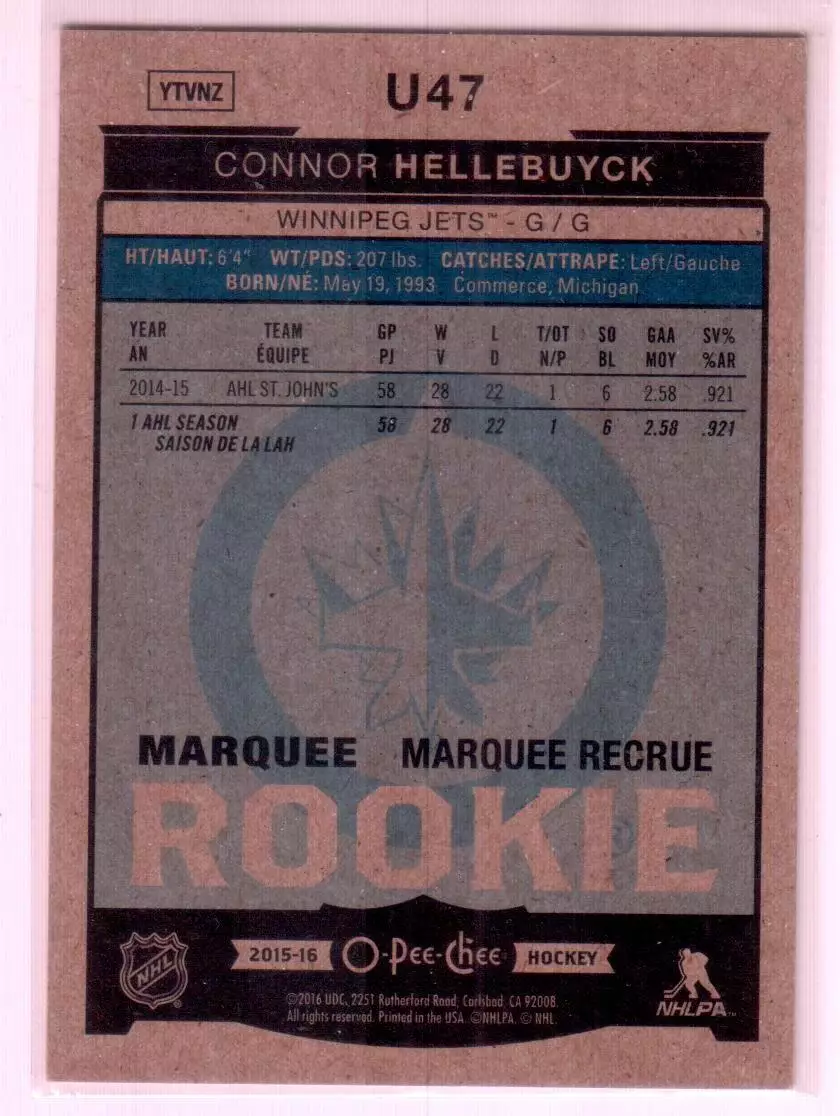 YTVNZ
U47
CONNOR HELLEBUYCK
WINNIPEG JETS™ - G / G
HT/HAUT: 6'4" WT/PDS: 207 lbs. CATCHES/ATTRAPE: Left/Gauche
BORN/NÉ: May 19, 1993 Commerce, Michigan
YEAR TEAM GP W L T/OT SO GAA SV%
AN ÉQUIPE PJ V D N/P BL MOY %AR
2014-15 AHL ST. JOHN'S 58 28 22 1 6 2.58 .921
1 AHL SEASON 58 28 22 1 6 2.58 .921
SAISON DE LA LAH
MARQUEE MARQUEE RECRUE
ROOKIE
NHL 2015-16 O-Pee-Chee HOCKEY
NHLPA™
©2016 UDC, 2251 Rutherford Road, Carlsbad, CA 92008.
All rights reserved. Printed in the USA. ©NHLPA. © NHL.